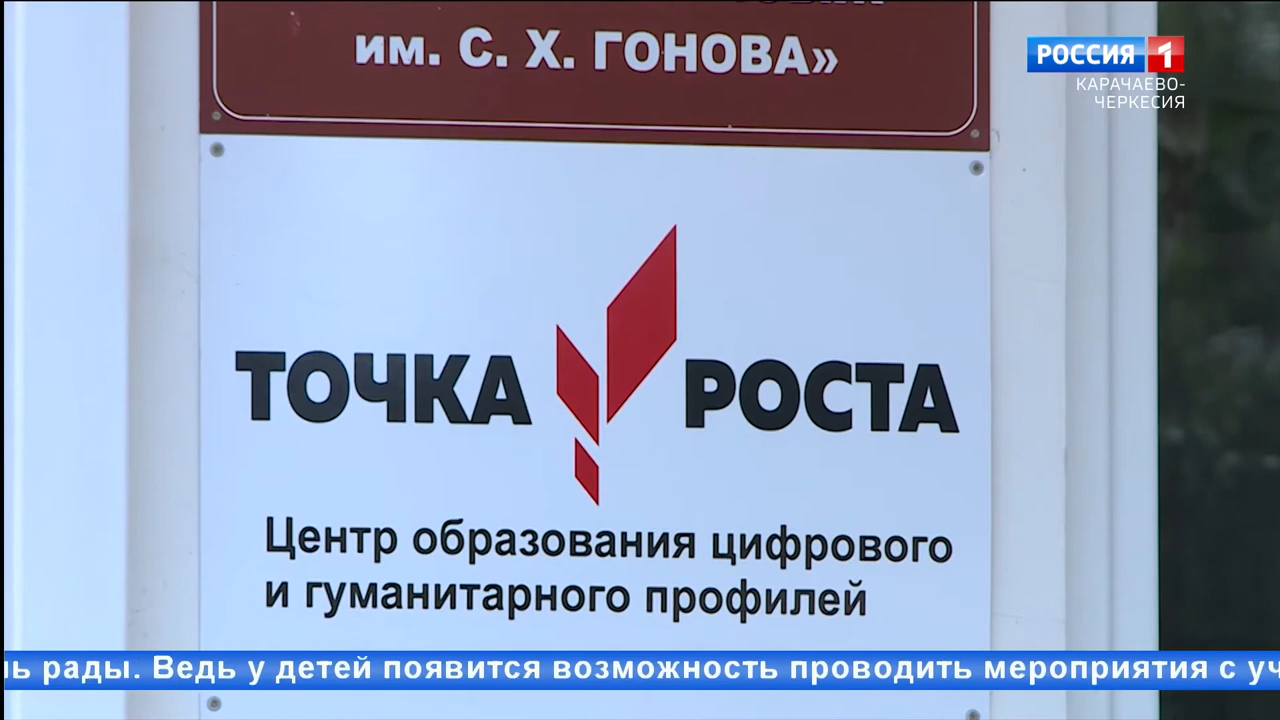 им. С. Х. ГОНОВА»
РОССИЯ 1
КАРАЧАЕВО-
ЧЕРКЕСИЯ
ТОЧКА РОСТА
Центр образования цифрового
и гуманитарного профилей
рады. Ведь у детей появится возможность проводить мероприятия с